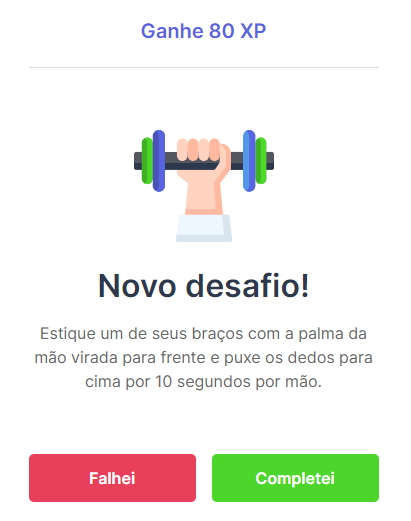 Ganhe 80 XP
Novo desafio!
Estique um de seus braços com a palma da
mão virada para frente e puxe os dedos para
cima por 10 segundos por mão.
Falhei
Completei